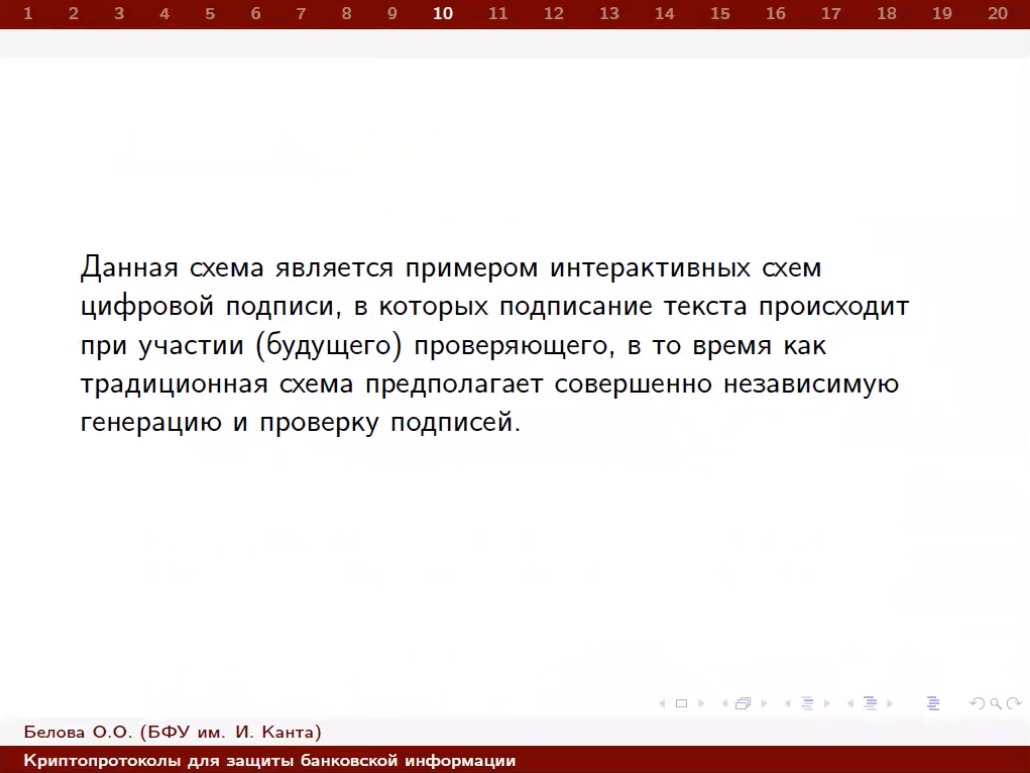 1 2 3 4 5 6 7 8 9 10 11 12 13 14 15 16 17 18 19 20
Данная схема является примером интерактивных схем
цифровой подписи, в которых подписание текста происходит
при участии (будущего) проверяющего, в то время как
традиционная схема предполагает совершенно независимую
генерацию и проверку подписей.
Белова О.О. (БФУ им. И. Канта)
Криптопротоколы для защиты банковской информации